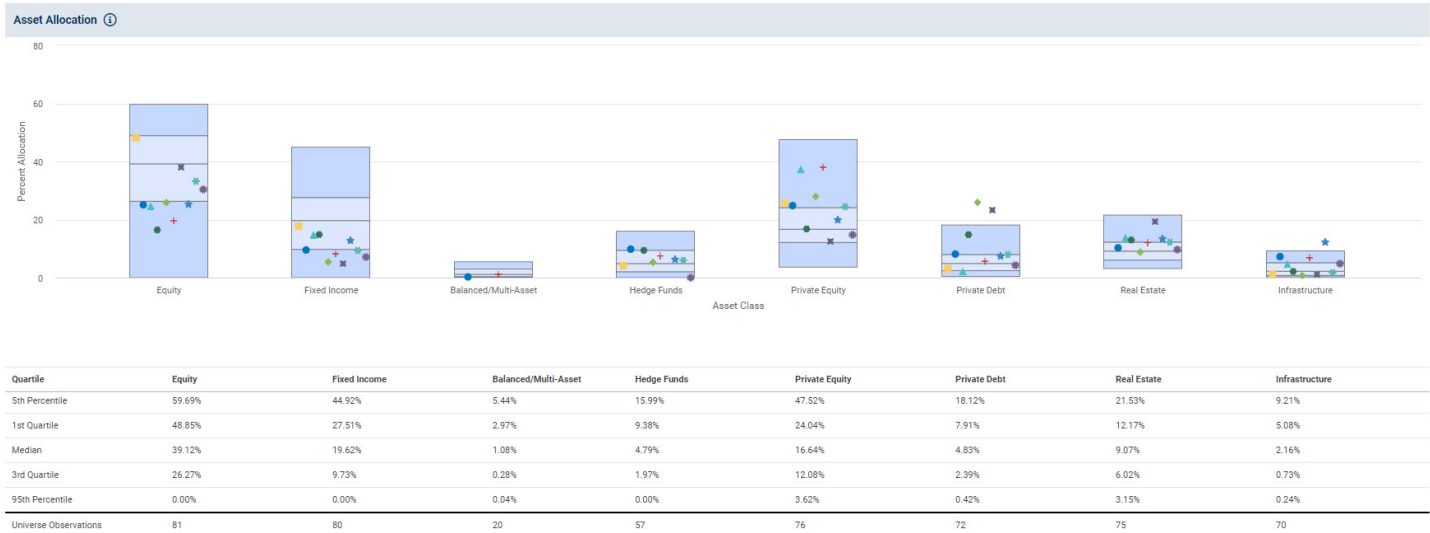 Asset Allocation
80
60
40
20
0
Percent Allocation
Equity Fixed Income Balanced/Multi-Asset Hedge Funds Private Equity Private Debt Real Estate Infrastructure
Asset Class
Quartile Equity Fixed Income Balanced/Multi-Asset Hedge Funds Private Equity Private Debt Real Estate Infrastructure
5th Percentile 59.69% 44.92% 5.44% 15.99% 47.52% 18.12% 21.53% 9.21%
1st Quartile 48.85% 27.51% 2.97% 9.38% 24.04% 7.91% 12.17% 5.08%
Median 39.12% 19.62% 1.08% 4.79% 16.64% 4.83% 9.07% 2.16%
3rd Quartile 26.27% 9.73% 0.28% 1.97% 12.08% 2.39% 6.02% 0.73%
95th Percentile 0.00% 0.00% 0.04% 0.00% 3.62% 0.42% 3.15% 0.24%
Universe Observations 81 80 20 57 76 72 75 70